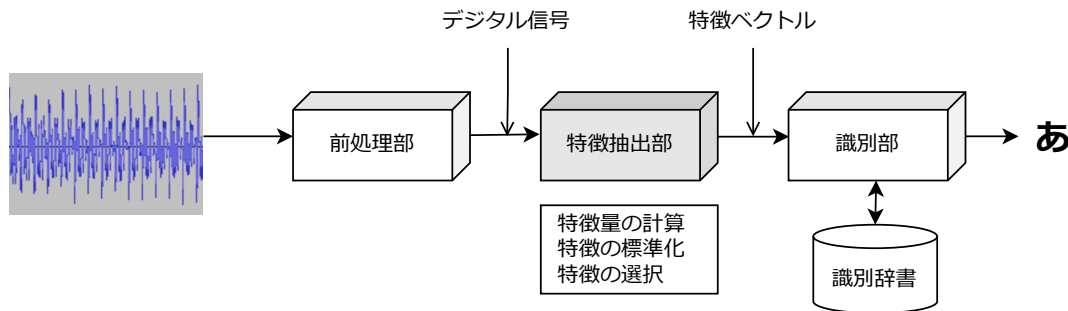 デジタル信号
特徴ベクトル
前処理部
特徴抽出部
識別部
あ
特徴量の計算
特徴の標準化
特徴の選択
識別辞書